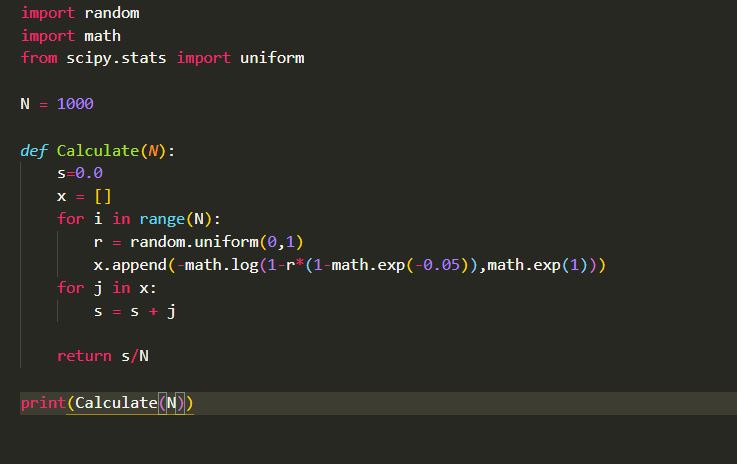 import random
import math
from scipy.stats import uniform
N = 1000
def Calculate(N):
s=0.0
x = []
for i in range(N):
r = random.uniform(0,1)
x.append(-math.log(1-r*(1-math.exp(-0.05)),math.exp(1)))
for j in x:
s = s + j
return s/N
print(Calculate(N))